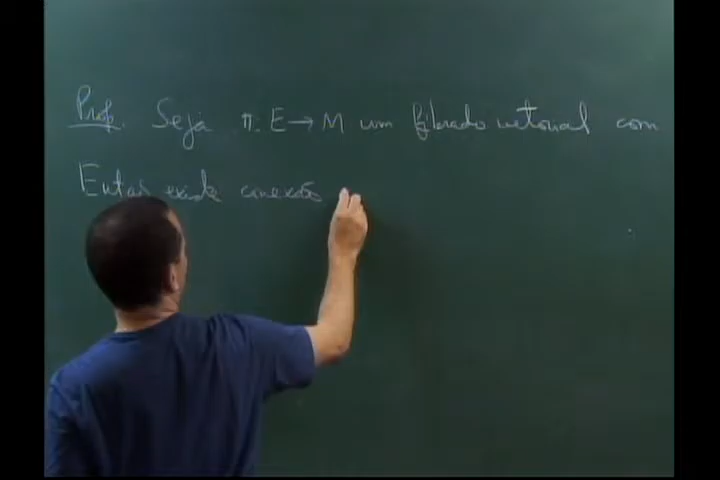 Prop. Seja π: E → M um fibrado vetorial com
Então existe conexão